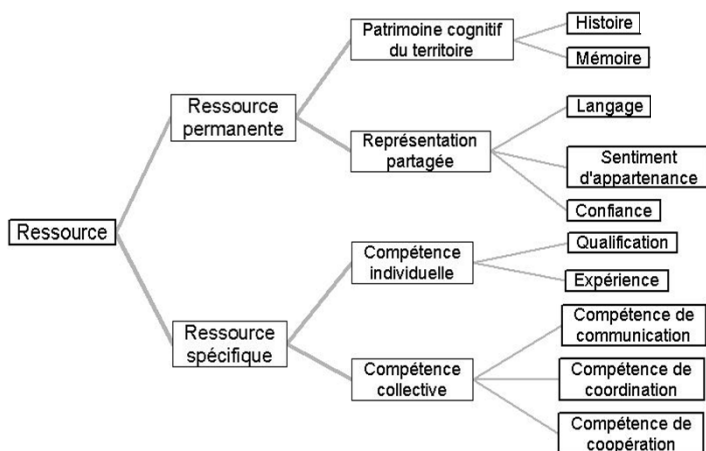 Ressource
Ressource
permanente
Patrimoine cognitif
du territoire
Histoire
Mémoire
Représentation
partagée
Langage
Sentiment
d'appartenance
Confiance
Ressource
spécifique
Compétence
individuelle
Qualification
Expérience
Compétence
collective
Compétence de
communication
Compétence de
coordination
Compétence de
coopération